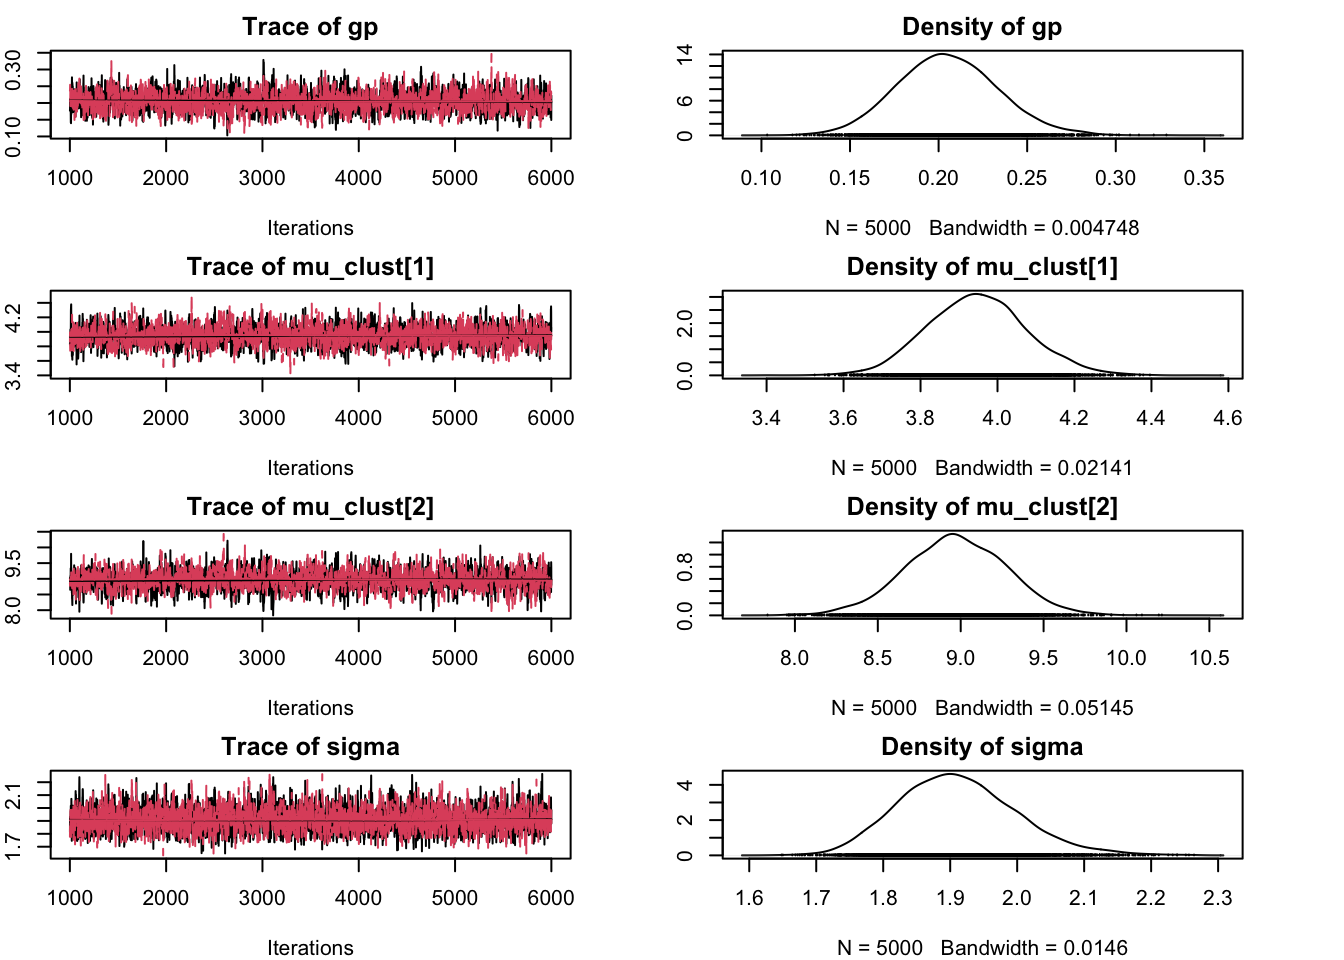 Trace of gp
0.10 0.30
1000 2000 3000 4000 5000 6000
Iterations
Density of gp
0 6 14
0.10 0.15 0.20 0.25 0.30 0.35
N = 5000 Bandwidth = 0.004748
Trace of mu_clust[1]
3.4 4.2
1000 2000 3000 4000 5000 6000
Iterations
Density of mu_clust[1]
0.0 2.0
3.4 3.6 3.8 4.0 4.2 4.4 4.6
N = 5000 Bandwidth = 0.02141
Trace of mu_clust[2]
8.0 9.5
1000 2000 3000 4000 5000 6000
Iterations
Density of mu_clust[2]
0.0 0.8
8.0 8.5 9.0 9.5 10.0 10.5
N = 5000 Bandwidth = 0.05145
Trace of sigma
1.7 2.1
1000 2000 3000 4000 5000 6000
Iterations
Density of sigma
0 2 4
1.6 1.7 1.8 1.9 2.0 2.1 2.2 2.3
N = 5000 Bandwidth = 0.0146